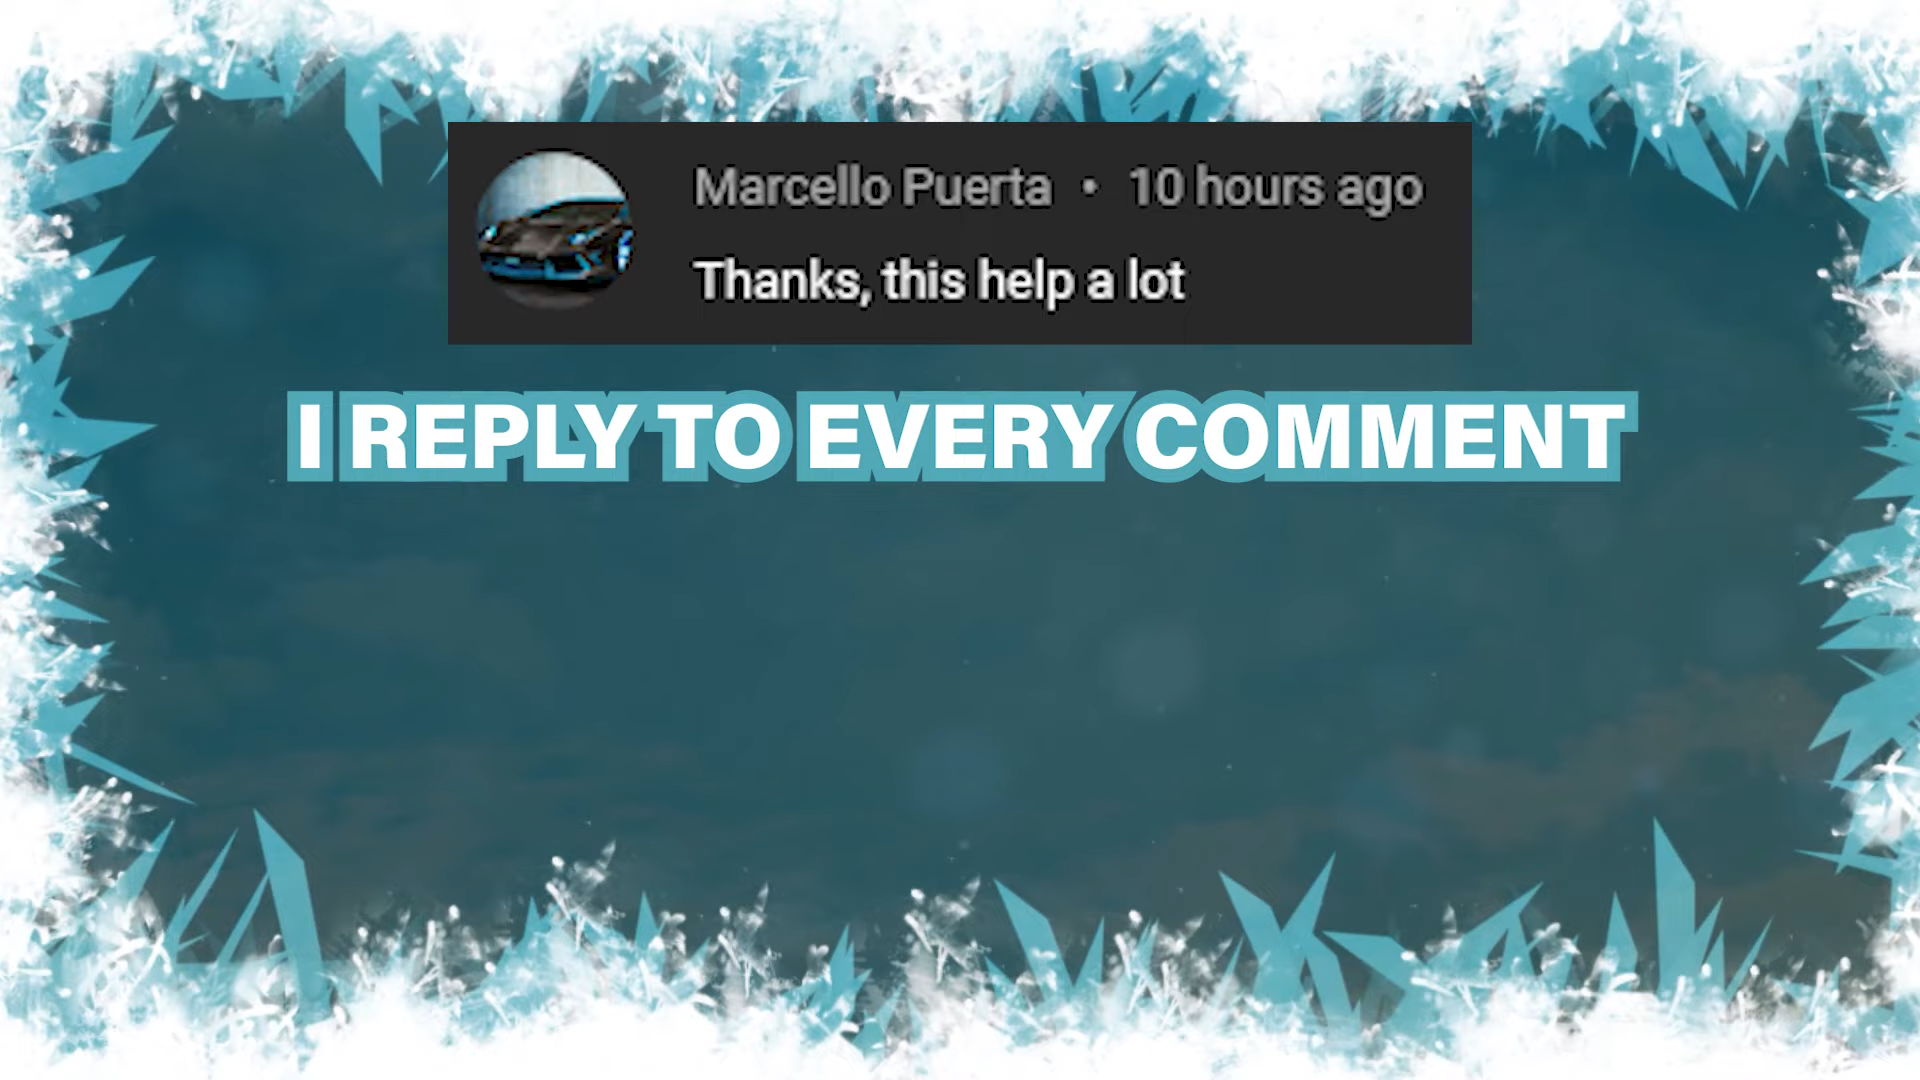 Marcello Puerta • 10 hours ago
Thanks, this help a lot
I REPLY TO EVERY COMMENT